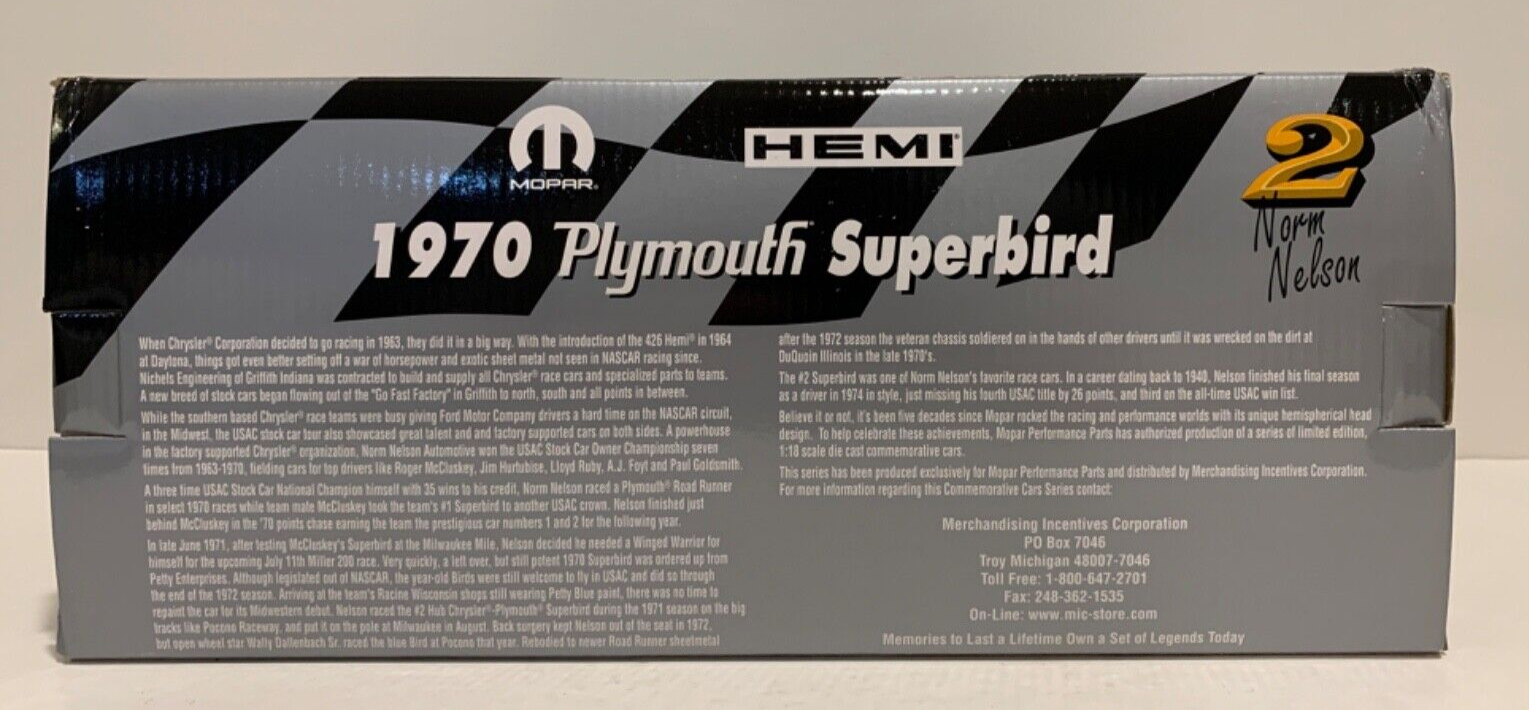 MOPAR®
HEMI®
2
Norm
Nelson
1970 Plymouth Superbird
When Chrysler® Corporation decided to go racing in 1963, they did it in a big way. With the introduction of the 426 Hemi® in 1964
at Daytona, things got even better setting off a war of horsepower and exotic sheet metal not seen in NASCAR racing since.
Nichels Engineering of Griffith Indiana was contracted to build and supply all Chrysler® race cars and specialized parts to teams.
A new breed of stock cars began flowing out of the "Go Fast Factory" in Griffith to north, south and all points in between.
While the southern based Chrysler® race teams were busy giving Ford Motor Company drivers a hard time on the NASCAR circuit,
in the Midwest, the USAC stock car tour also showcased great talent and and factory supported cars on both sides. A powerhouse
in the factory supported Chrysler® organization, Norm Nelson Automotive won the USAC Stock Car Owner Championship seven
times from 1963-1970, fielding cars for top drivers like Roger McCluskey, Jim Hurtubise, Lloyd Ruby, A.J. Foyt and Paul Goldsmith.
A three time USAC Stock Car National Champion himself with 35 wins to his credit, Norm Nelson raced a Plymouth® Road Runner
in select 1970 races while team mate McCluskey took the team's #1 Superbird to another USAC crown. Nelson finished just
behind McCluskey in the '70 points chase earning the team the prestigious car numbers 1 and 2 for the following year.
In late June 1971, after testing McCluskey's Superbird at the Milwaukee Mile, Nelson decided he needed a Winged Warrior for
himself for the upcoming July 11th Miller 200 race. Very quickly, a left over, but still potent 1970 Superbird was ordered up from
Petty Enterprises. Although legislated out of NASCAR, the year-old Birds were still welcome to fly in USAC and did so through
the end of the 1972 season. Arriving at the team's Racine Wisconsin shops still wearing Petty Blue paint, there was no time to
repaint the car for its Midwestern debut. Nelson raced the #2 Hub Chrysler®-Plymouth® Superbird during the 1971 season on the big
tracks like Pocono Raceway, and put it on the pole at Milwaukee in August. Back surgery kept Nelson out of the seat in 1972,
but open wheel star Wally Dallenbach Sr. raced the blue Bird at Pocono that year. Rebodied to newer Road Runner sheetmetal
after the 1972 season the veteran chassis soldiered on in the hands of other drivers until it was wrecked on the dirt at
DuQuoin Illinois in the late 1970's.
The #2 Superbird was one of Norm Nelson's favorite race cars. In a career dating back to 1940, Nelson finished his final season
as a driver in 1974 in style, just missing his fourth USAC title by 26 points, and third on the all-time USAC win list.
Believe it or not, it's been five decades since Mopar rocked the racing and performance worlds with its unique hemispherical head
design. To help celebrate these achievements, Mopar Performance Parts has authorized production of a series of limited edition,
1:18 scale die cast commemorative cars.
This series has been produced exclusively for Mopar Performance Parts and distributed by Merchandising Incentives Corporation.
For more information regarding this Commemorative Cars Series contact:
Merchandising Incentives Corporation
PO Box 7046
Troy Michigan 48007-7046
Toll Free: 1-800-647-2701
Fax: 248-362-1535
On-Line: www.mic-store.com
Memories to Last a Lifetime Own a Set of Legends Today